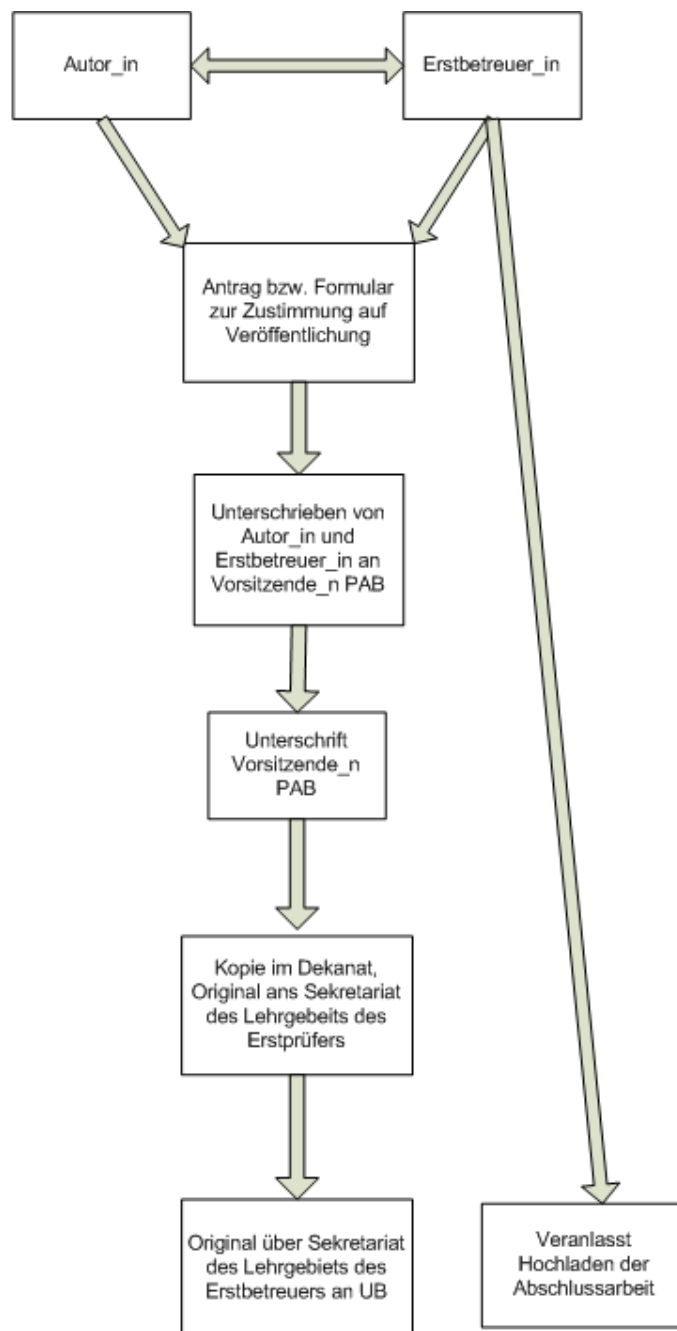 Autor_in
Erstbetreuer_in
Antrag bzw. Formular
zur Zustimmung auf
Veröffentlichung
Unterschrieben von
Autor_in und
Erstbetreuer_in an
Vorsitzende_n PAB
Unterschrift
Vorsitzende_n
PAB
Kopie im Dekanat,
Original ans Sekretariat
des Lehrgebeits des
Erstprüfers
Original über Sekretariat
des Lehrgebiets des
Erstbetreuers an UB
Veranlasst
Hochladen der
Abschlussarbeit